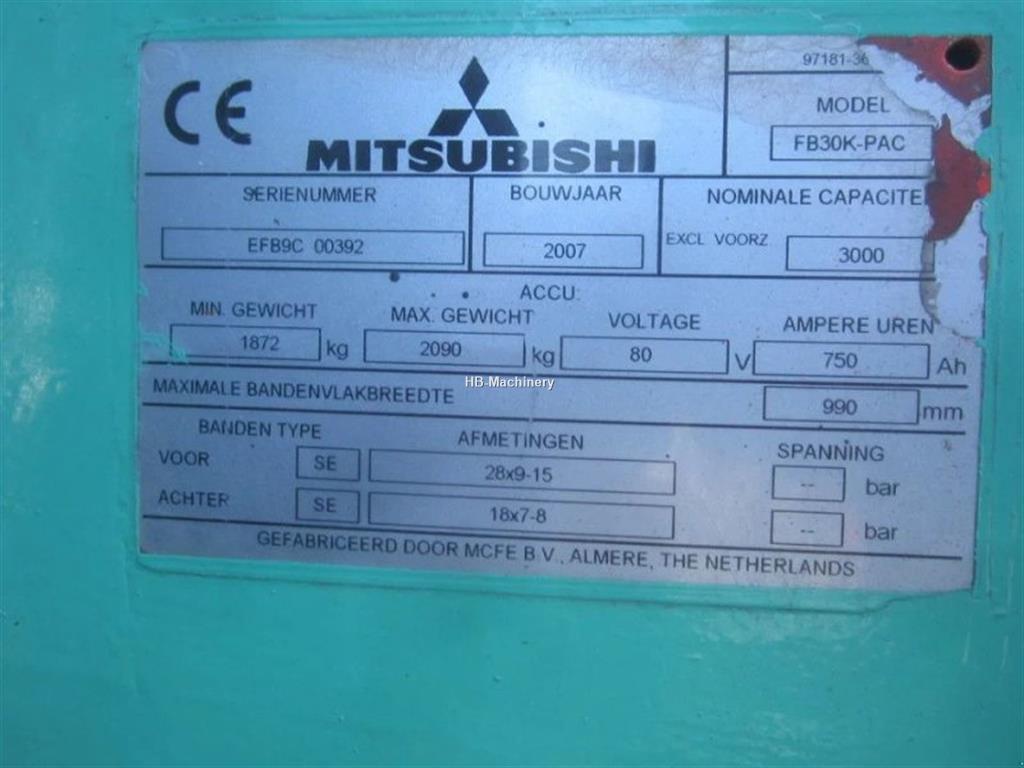 CE
MITSUBISHI
97181-36
MODEL
FB30K-PAC
SERIENUMMER
EFB9C 00392
BOUWJAAR
2007
NOMINALE CAPACITE
EXCL VOORZ 3000
ACCU:
MIN. GEWICHT MAX. GEWICHT VOLTAGE AMPERE UREN
1872 kg 2090 kg 80 V 750 Ah
HB-Machinery
MAXIMALE BANDENVLAKBREEDTE 990 mm
BANDEN TYPE AFMETINGEN SPANNING
VOOR SE 28x9-15 -- bar
ACHTER SE 18x7-8 -- bar
GEFABRICEERD DOOR MCFE B.V., ALMERE, THE NETHERLANDS